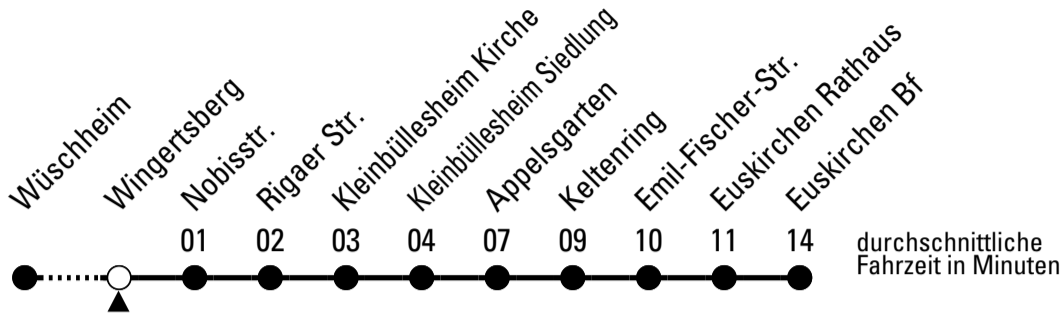 Wüschheim
Wingertsberg
Nobisstr.
Rigaer Str.
Kleinbüllesheim Kirche
Kleinbüllesheim Siedlung
Appelsgarten
Keltenring
Emil-Fischer-Str.
Euskirchen Rathaus
Euskirchen Bf
01 02 03 04 07 09 10 11 14
durchschnittliche
Fahrzeit in Minuten